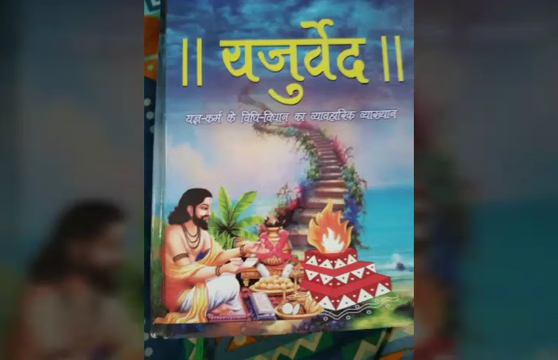 || यजुर्वेद ||
यज्ञ-कर्म के विधि-विधान का व्यावहारिक व्याख्यान